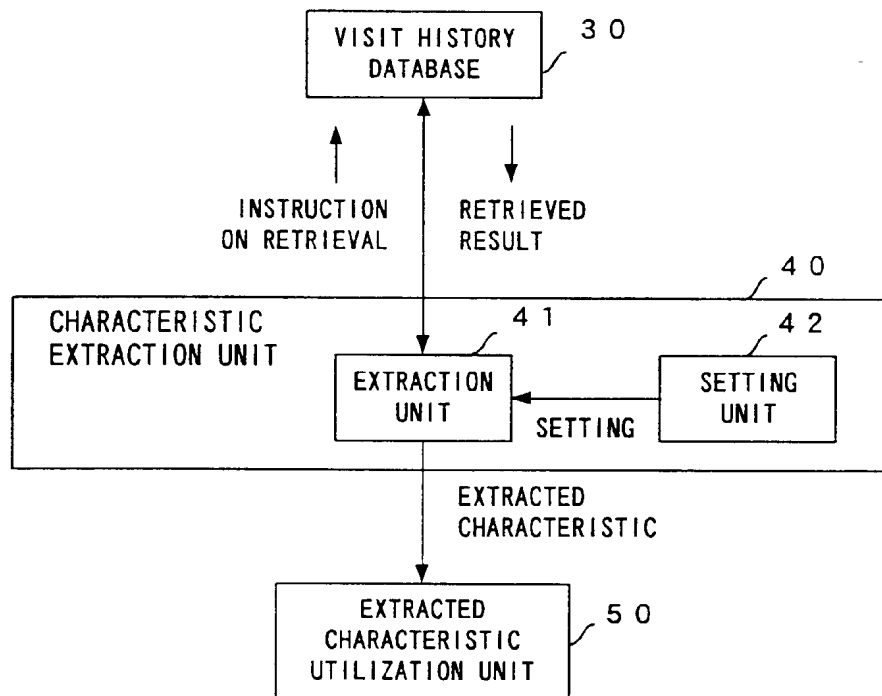 VISIT HISTORY
DATABASE
30
INSTRUCTION
ON RETRIEVAL
RETRIEVED
RESULT
40
CHARACTERISTIC
EXTRACTION UNIT
41
EXTRACTION
UNIT
42
SETTING
UNIT
SETTING
EXTRACTED
CHARACTERISTIC
EXTRACTED
CHARACTERISTIC
UTILIZATION UNIT
50